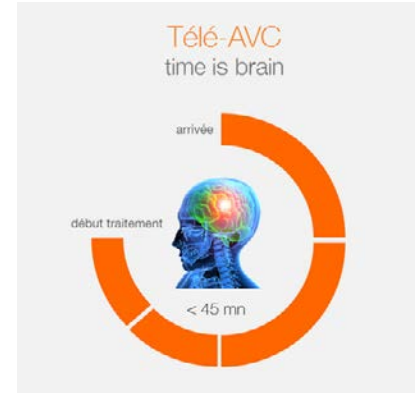 Télé-AVC
time is brain
arrivée
début traitement
< 45 mn